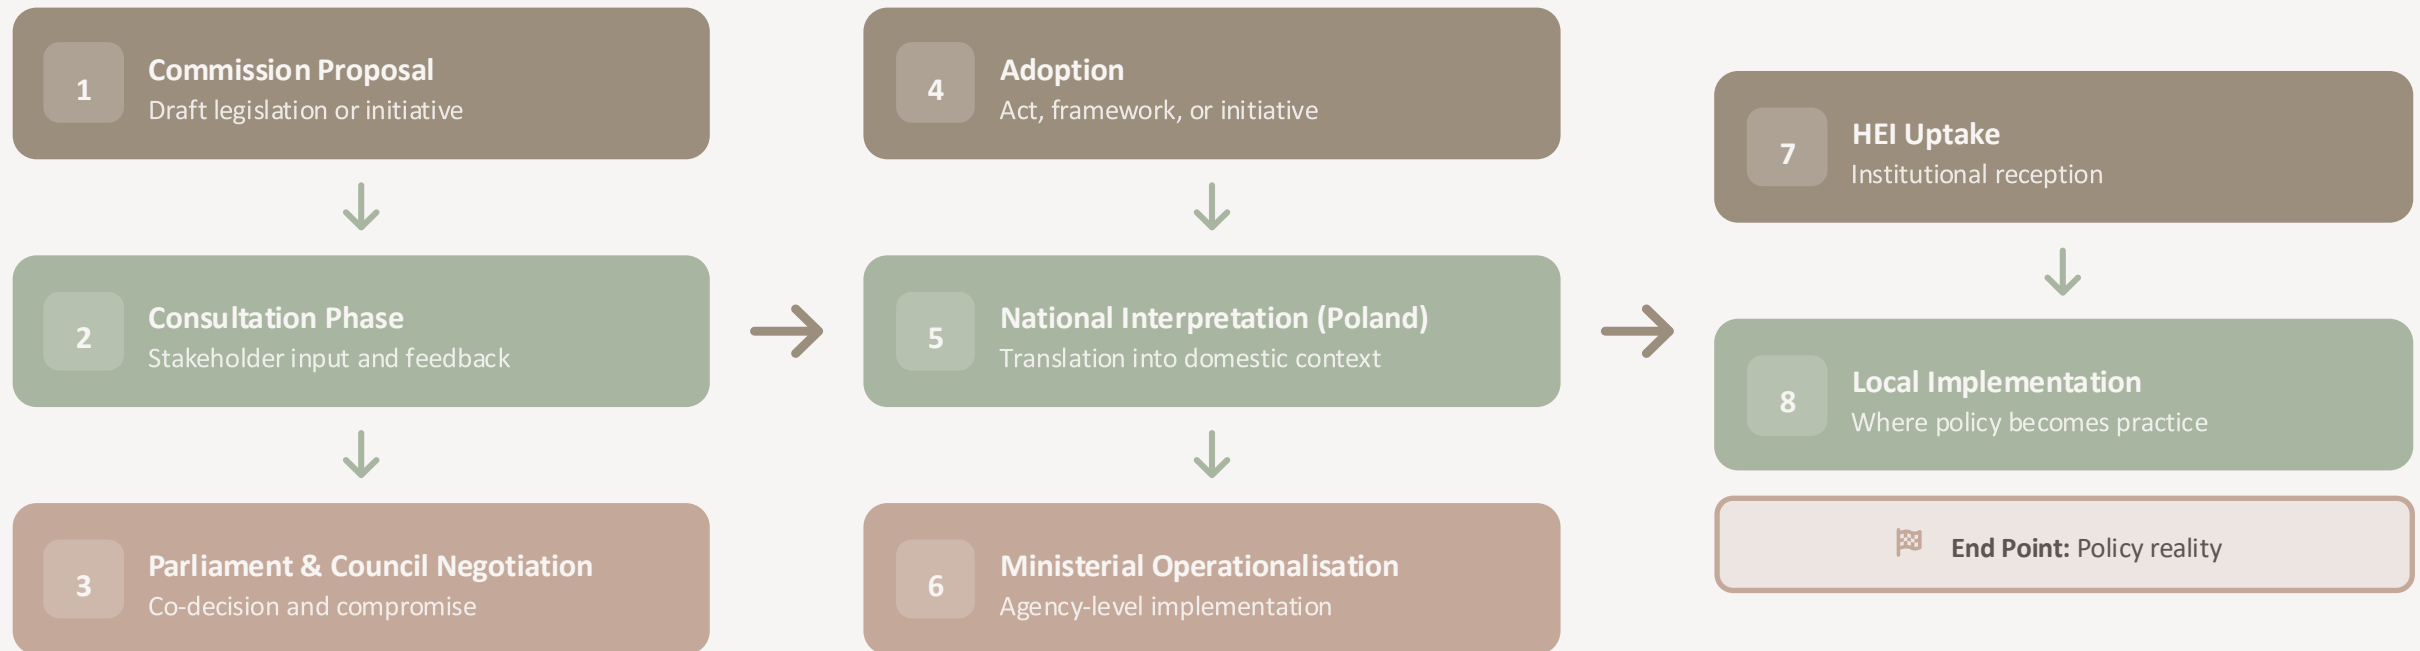 1
Commission Proposal
Draft legislation or initiative
2
Consultation Phase
Stakeholder input and feedback
3
Parliament & Council Negotiation
Co-decision and compromise
4
Adoption
Act, framework, or initiative
5
National Interpretation (Poland)
Translation into domestic context
6
Ministerial Operationalisation
Agency-level implementation
7
HEI Uptake
Institutional reception
8
Local Implementation
Where policy becomes practice
End Point: Policy reality